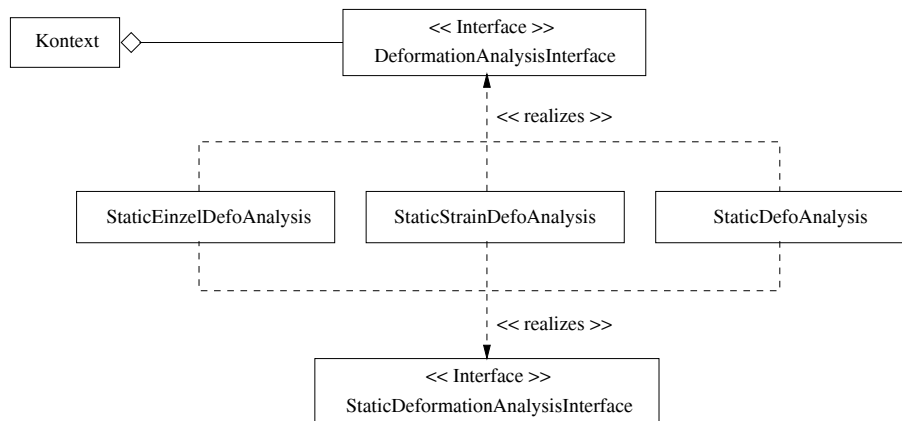 Kontext
<< Interface >>
DeformationAnalysisInterface
<< realizes >>
StaticEinzelDefoAnalysis
StaticStrainDefoAnalysis
StaticDefoAnalysis
<< realizes >>
<< Interface >>
StaticDeformationAnalysisInterface